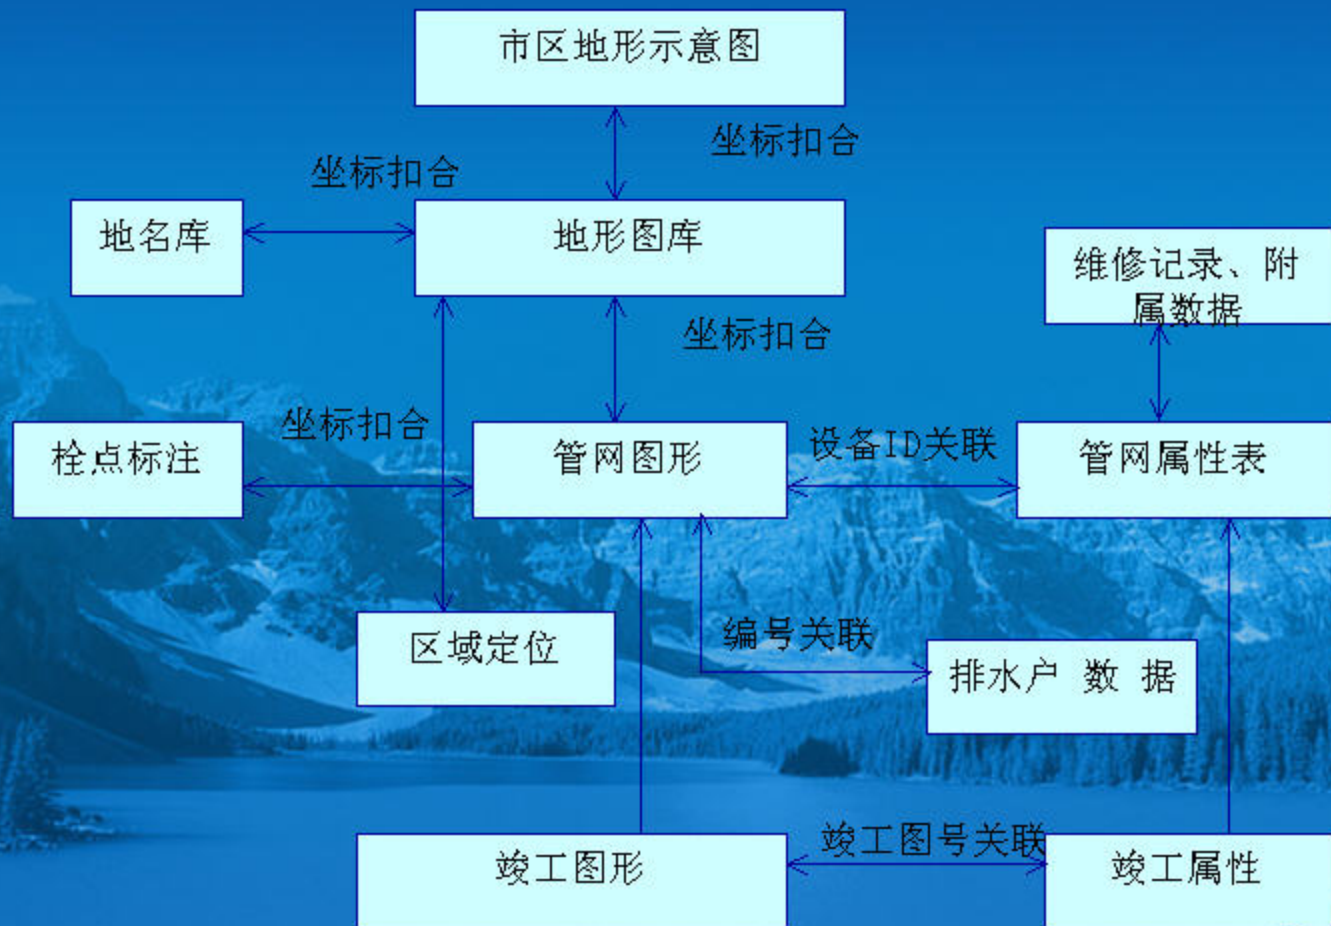 市区地形示意图
坐标扣合
坐标扣合
地名库
地形图库
维修记录、附
属数据
坐标扣合
坐标扣合
栓点标注
管网图形
设备ID关联
管网属性表
编号关联
区域定位
排水户 数 据
竣工图号关联
竣工图形
竣工属性